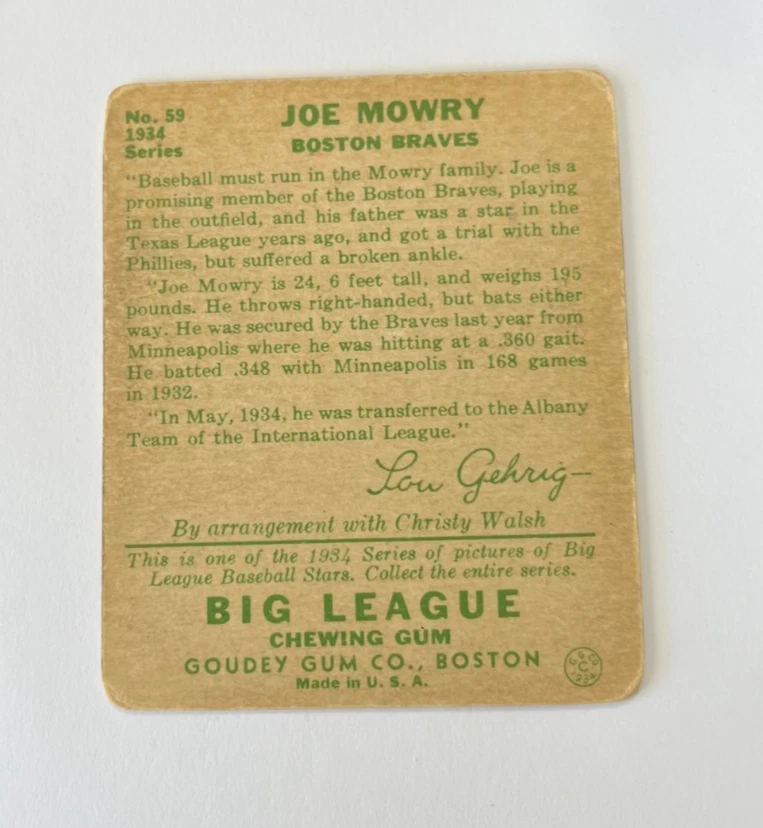 No. 59
1934
Series
JOE MOWRY
BOSTON BRAVES
"Baseball must run in the Mowry family. Joe is a
promising member of the Boston Braves, playing
in the outfield, and his father was a star in the
Texas League years ago, and got a trial with the
Phillies, but suffered a broken ankle.
"Joe Mowry is 24, 6 feet tall, and weighs 195
pounds. He throws right-handed, but bats either
way. He was secured by the Braves last year from
Minneapolis where he was hitting at a .360 gait.
He batted .348 with Minneapolis in 168 games
in 1932.
"In May, 1934, he was transferred to the Albany
Team of the International League."
Lou Gehrig—
By arrangement with Christy Walsh
This is one of the 1934 Series of pictures of Big
League Baseball Stars. Collect the entire series.
BIG LEAGUE
CHEWING GUM
GOUDEY GUM CO., BOSTON
Made in U. S. A.
G G CO
C
1934